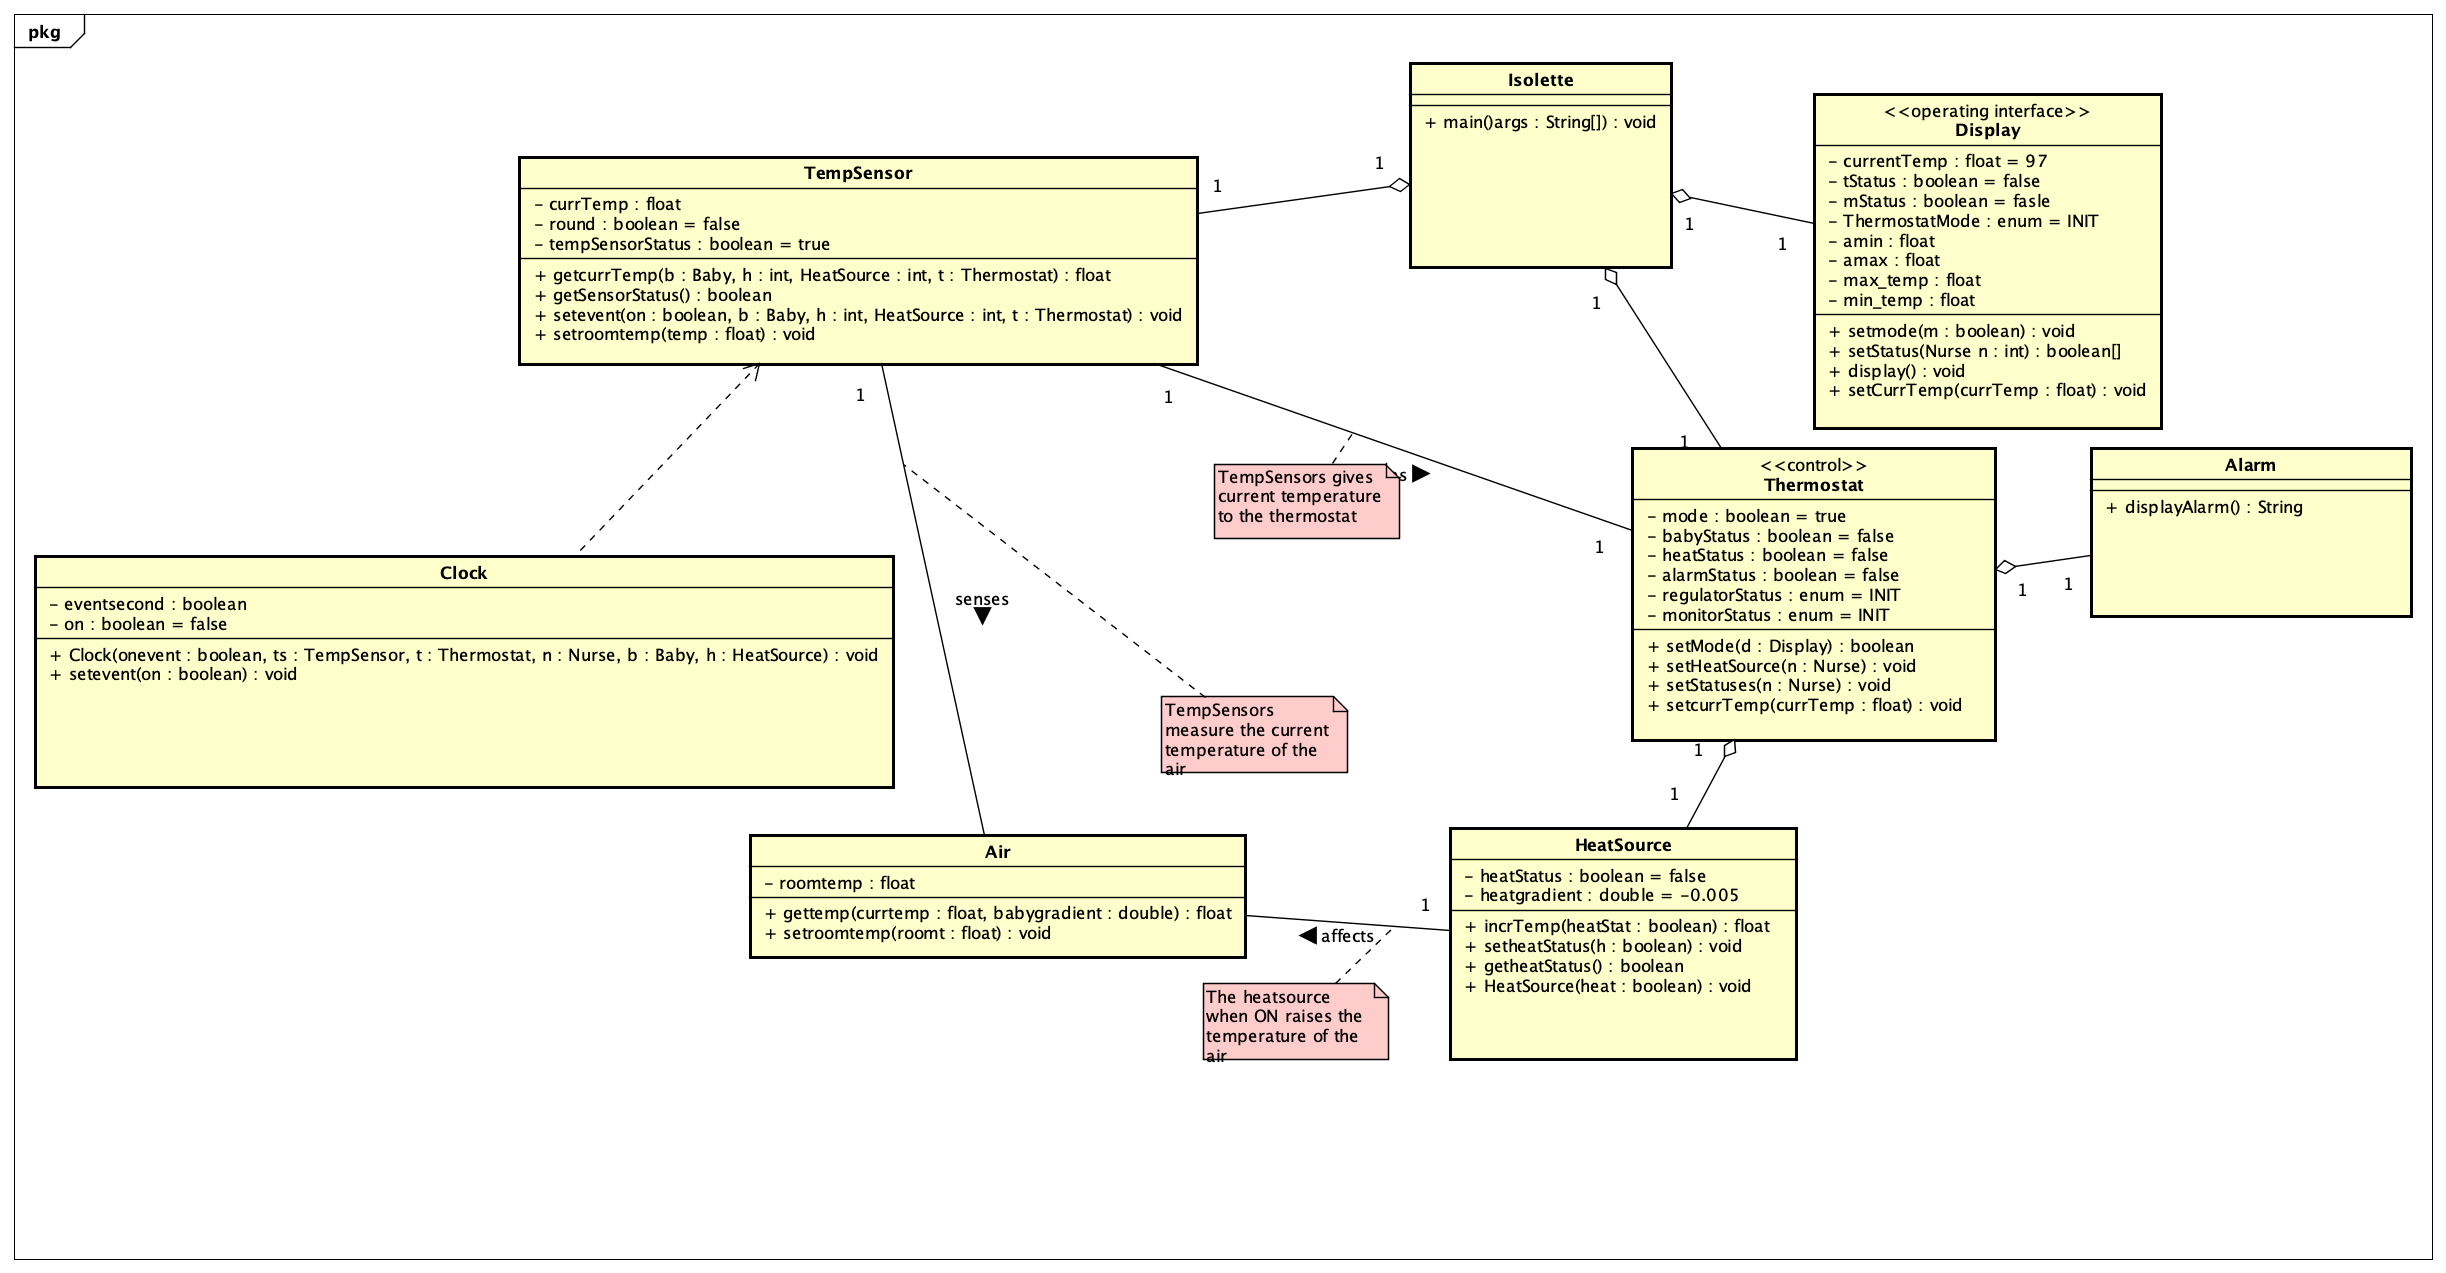 pkg
Isolette
+ main()args : String[]) : void
<<operating interface>>
Display
– currentTemp : float = 97
– tStatus : boolean = false
– mStatus : boolean = fasle
– ThermostatMode : enum = INIT
– amin : float
– amax : float
– max_temp : float
– min_temp : float
+ setmode(m : boolean) : void
+ setStatus(Nurse n : int) : boolean[]
+ display() : void
+ setCurrTemp(currTemp : float) : void
TempSensor
– currTemp : float
– round : boolean = false
– tempSensorStatus : boolean = true
+ getcurrTemp(b : Baby, h : int, HeatSource : int, t : Thermostat) : float
+ getSensorStatus() : boolean
+ setevent(on : boolean, b : Baby, h : int, HeatSource : int, t : Thermostat) : void
+ setroomtemp(temp : float) : void
1
1
1
1
1
1
1
1
1
TempSensors gives
current temperature
to the thermostat
<<control>>
Thermostat
– mode : boolean = true
– babyStatus : boolean = false
– heatStatus : boolean = false
– alarmStatus : boolean = false
– regulatorStatus : enum = INIT
– monitorStatus : enum = INIT
+ setMode(d : Display) : boolean
+ setHeatSource(n : Nurse) : void
+ setStatuses(n : Nurse) : void
+ setcurrTemp(currTemp : float) : void
1
1
Alarm
+ displayAlarm() : String
Clock
– eventsecond : boolean
– on : boolean = false
+ Clock(onevent : boolean, ts : TempSensor, t : Thermostat, n : Nurse, b : Baby, h : HeatSource) : void
+ setevent(on : boolean) : void
senses
TempSensors
measure the current
temperature of the
air
1
1
Air
– roomtemp : float
+ gettemp(currtemp : float, babygradient : double) : float
+ setroomtemp(roomt : float) : void
1
affects
The heatsource
when ON raises the
temperature of the
air
HeatSource
– heatStatus : boolean = false
– heatgradient : double = –0.005
+ incrTemp(heatStat : boolean) : float
+ setheatStatus(h : boolean) : void
+ getheatStatus() : boolean
+ HeatSource(heat : boolean) : void